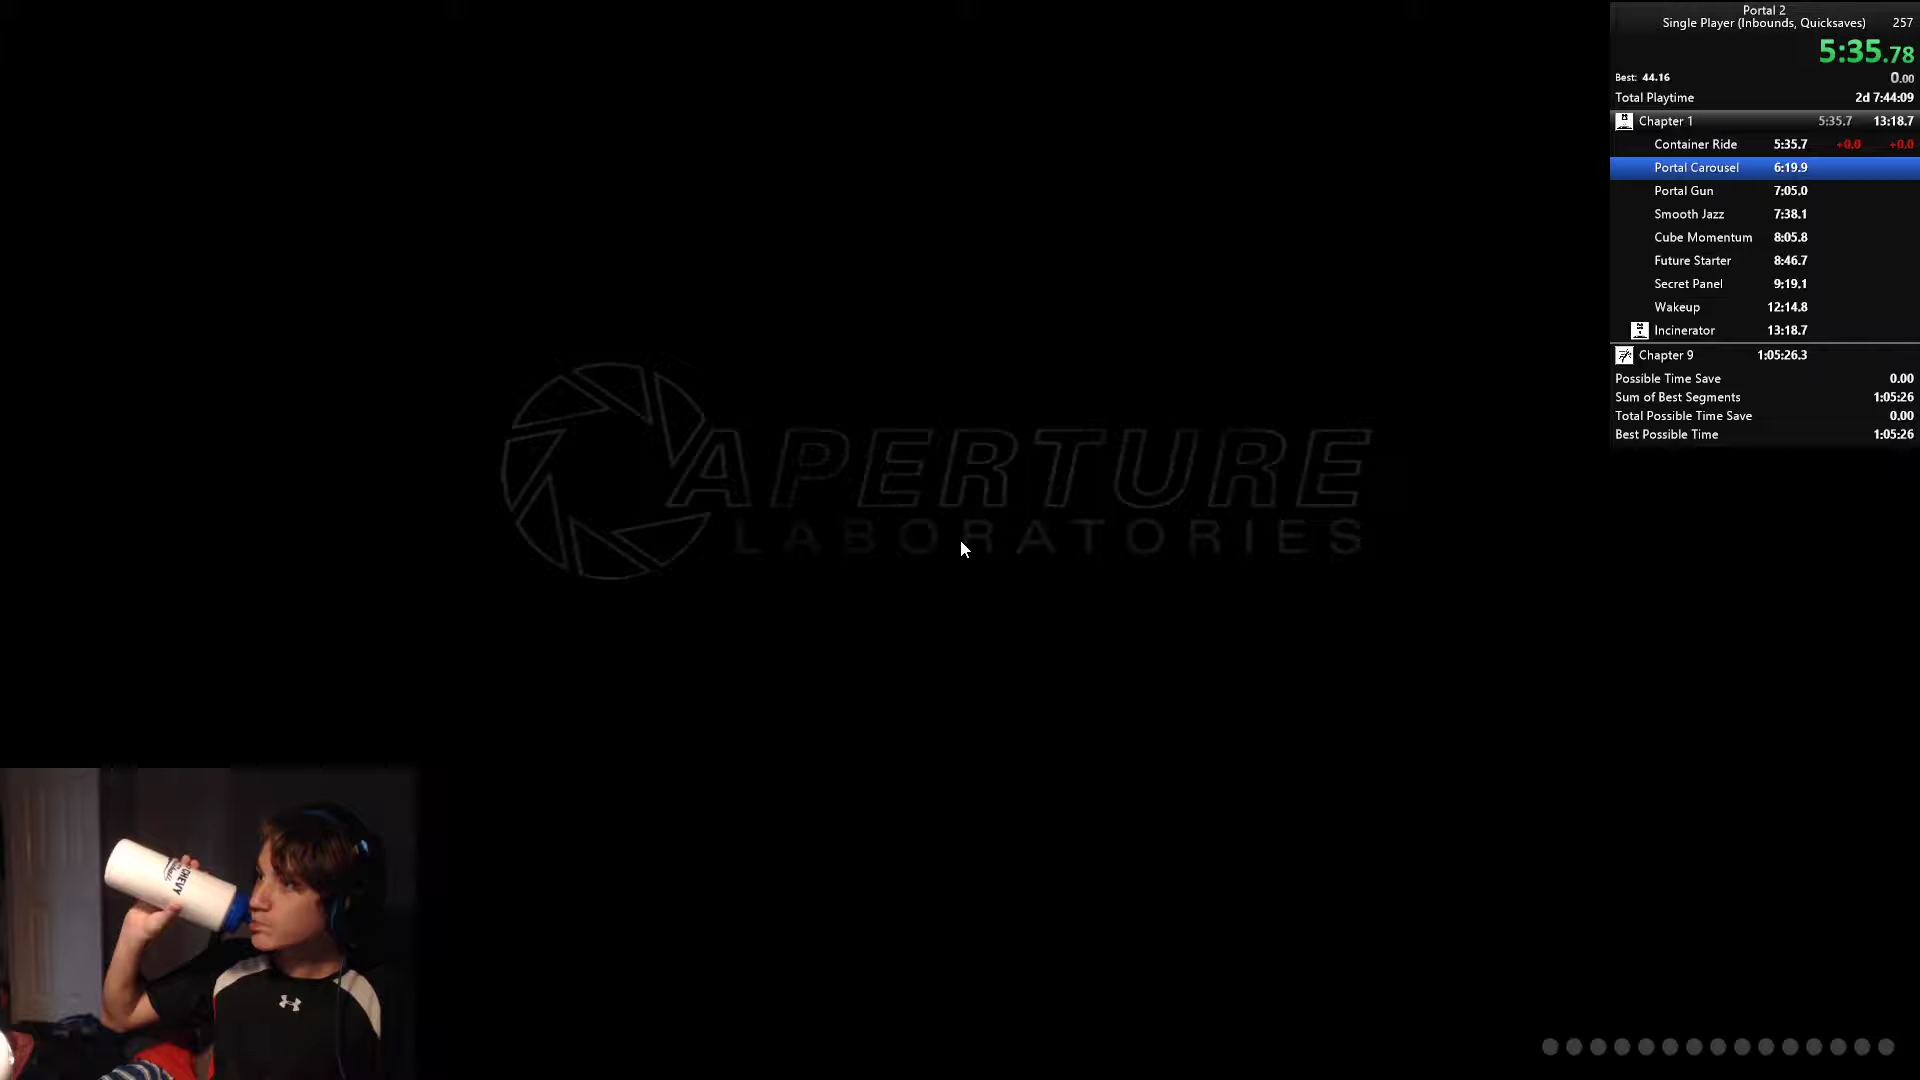 Portal 2
Single Player (Inbounds, Quicksaves) 257
5:35.78
Best: 44.16 0.00
Total Playtime 2d 7:44:09
Chapter 1 5:35.7 13:18.7
Container Ride 5:35.7 +0.0 +0.0
Portal Carousel 6:19.9
Portal Gun 7:05.0
Smooth Jazz 7:38.1
Cube Momentum 8:05.8
Future Starter 8:46.7
Secret Panel 9:19.1
Wakeup 12:14.8
Incinerator 13:18.7
Chapter 9 1:05:26.3
Possible Time Save 0.00
Sum of Best Segments 1:05:26
Total Possible Time Save 0.00
Best Possible Time 1:05:26
APERTURE
LABORATORIES
CHEVY